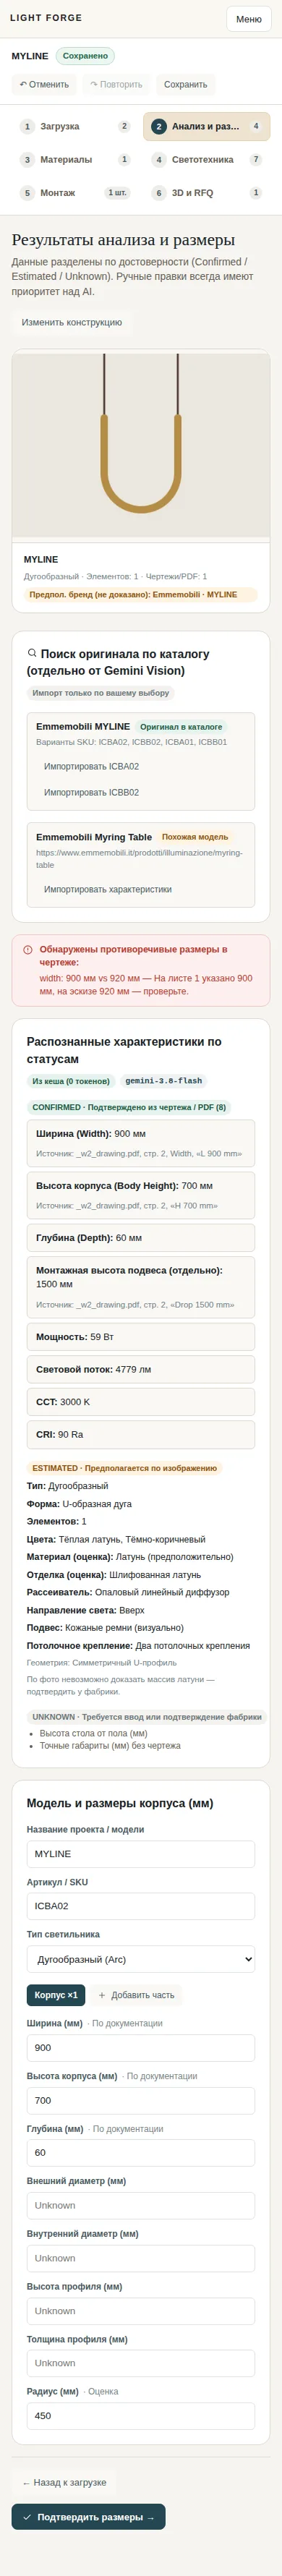 LIGHT FORGE
Меню
MYLINE Сохранено
↶ Отменить ↷ Повторить Сохранить
1 Загрузка 2
2 Анализ и раз… 4
3 Материалы 1
4 Светотехника 7
5 Монтаж 1 шт.
6 3D и RFQ 1
Результаты анализа и размеры
Данные разделены по достоверности (Confirmed /
Estimated / Unknown). Ручные правки всегда имеют
приоритет над AI.
Изменить конструкцию
MYLINE
Дугообразный · Элементов: 1 · Чертежи/PDF: 1
Предпол. бренд (не доказано): Emmemobili · MYLINE
Поиск оригинала по каталогу
(отдельно от Gemini Vision)
Импорт только по вашему выбору
Emmemobili MYLINE Оригинал в каталоге
Варианты SKU: ICBA02, ICBB02, ICBA01, ICBB01
Импортировать ICBA02
Импортировать ICBB02
Emmemobili Myring Table Похожая модель
https://www.emmemobili.it/prodotti/illuminazione/myring-
table
Импортировать характеристики
Обнаружены противоречивые размеры в
чертеже:
width: 900 мм vs 920 мм — На листе 1 указано 900
мм, на эскизе 920 мм — проверьте.
Распознанные характеристики по
статусам
Из кеша (0 токенов) gemini-3.8-flash
CONFIRMED · Подтверждено из чертежа / PDF (8)
Ширина (Width): 900 мм
Источник: _w2_drawing.pdf, стр. 2, Width, «L 900 mm»
Высота корпуса (Body Height): 700 мм
Источник: _w2_drawing.pdf, стр. 2, «H 700 mm»
Глубина (Depth): 60 мм
Монтажная высота подвеса (отдельно):
1500 мм
Источник: _w2_drawing.pdf, стр. 2, «Drop 1500 mm»
Мощность: 59 Вт
Световой поток: 4779 лм
CCT: 3000 K
CRI: 90 Ra
ESTIMATED · Предполагается по изображению
Тип: Дугообразный
Форма: U-образная дуга
Элементов: 1
Цвета: Тёплая латунь, Тёмно-коричневый
Материал (оценка): Латунь (предположительно)
Отделка (оценка): Шлифованная латунь
Рассеиватель: Опаловый линейный диффузор
Направление света: Вверх
Подвес: Кожаные ремни (визуально)
Потолочное крепление: Два потолочных крепления
Геометрия: Симметричный U-профиль
По фото невозможно доказать массив латуни —
подтвердить у фабрики.
UNKNOWN · Требуется ввод или подтверждение фабрики
• Высота стола от пола (мм)
• Точные габариты (мм) без чертежа
Модель и размеры корпуса (мм)
Название проекта / модели
MYLINE
Артикул / SKU
ICBA02
Тип светильника
Дугообразный (Arc)
Корпус ×1 + Добавить часть
Ширина (мм) · По документации
900
Высота корпуса (мм) · По документации
700
Глубина (мм) · По документации
60
Внешний диаметр (мм)
Unknown
Внутренний диаметр (мм)
Unknown
Высота профиля (мм)
Unknown
Толщина профиля (мм)
Unknown
Радиус (мм) · Оценка
450
← Назад к загрузке
✓ Подтвердить размеры →